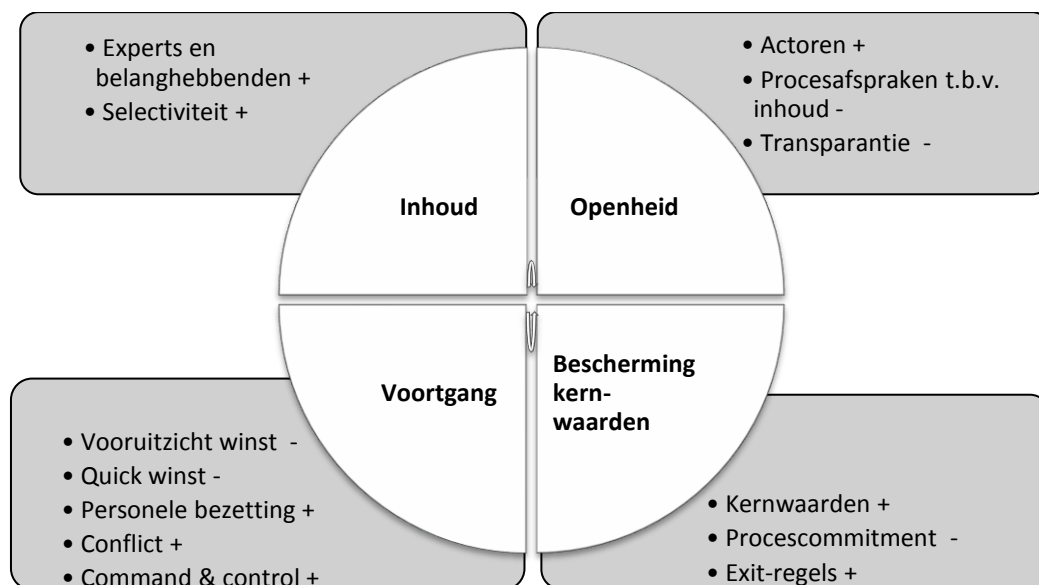 • Experts en
belanghebbenden +
• Selectiviteit +
• Actoren +
• Procesafspraken t.b.v.
inhoud -
• Transparantie -
Inhoud
Openheid
Voortgang
Bescherming
kern-
waarden
• Vooruitzicht winst -
• Quick winst -
• Personele bezetting +
• Conflict +
• Command & control +
• Kernwaarden +
• Procescommitment -
• Exit-regels +